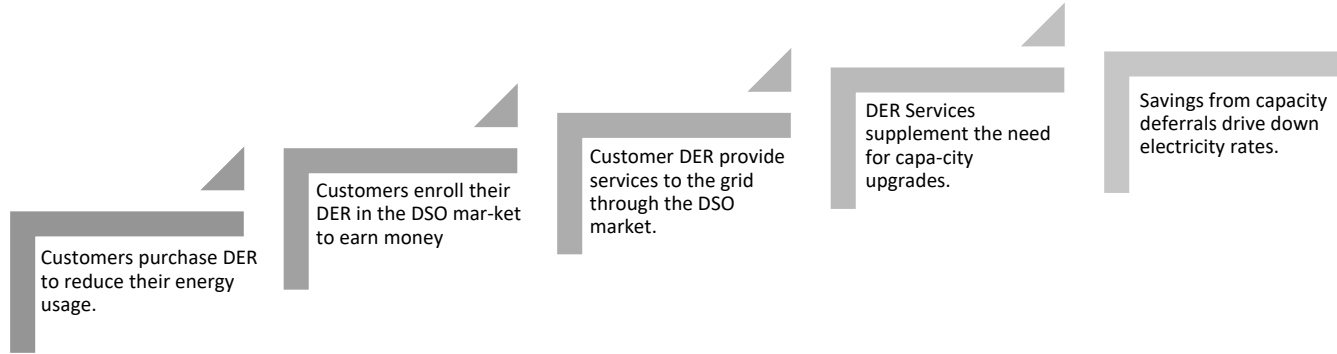 Customers purchase DER
to reduce their energy
usage.
Customers enroll their
DER in the DSO mar-ket
to earn money
Customer DER provide
services to the grid
through the DSO
market.
DER Services
supplement the need
for capa-city
upgrades.
Savings from capacity
deferrals drive down
electricity rates.